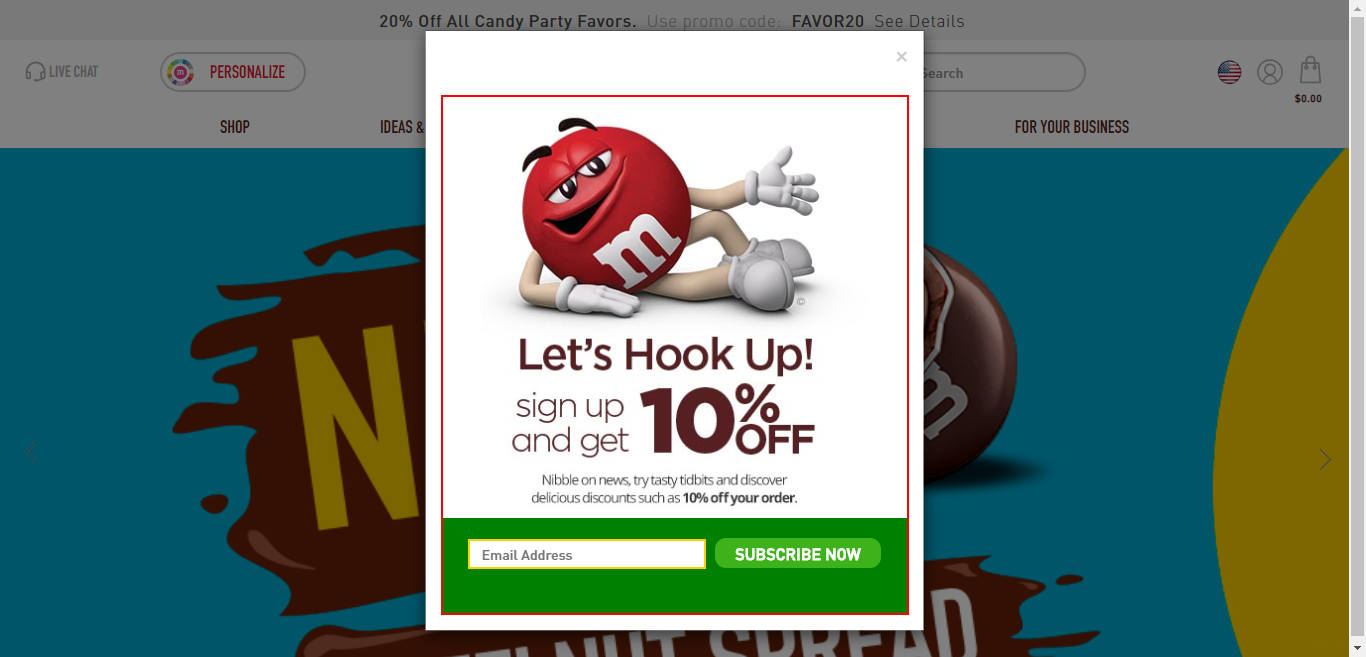 20% Off All Candy Party Favors. Use promo code: FAVOR20 See Details
×
LIVE CHAT
m PERSONALIZE
Search
$0.00
SHOP
IDEAS &
FOR YOUR BUSINESS
m
©
Let's Hook Up!
sign up
and get 10% OFF
Nibble on news, try tasty tidbits and discover
delicious discounts such as 10% off your order.
Email Address
SUBSCRIBE NOW
N
m
NUT SPREAD